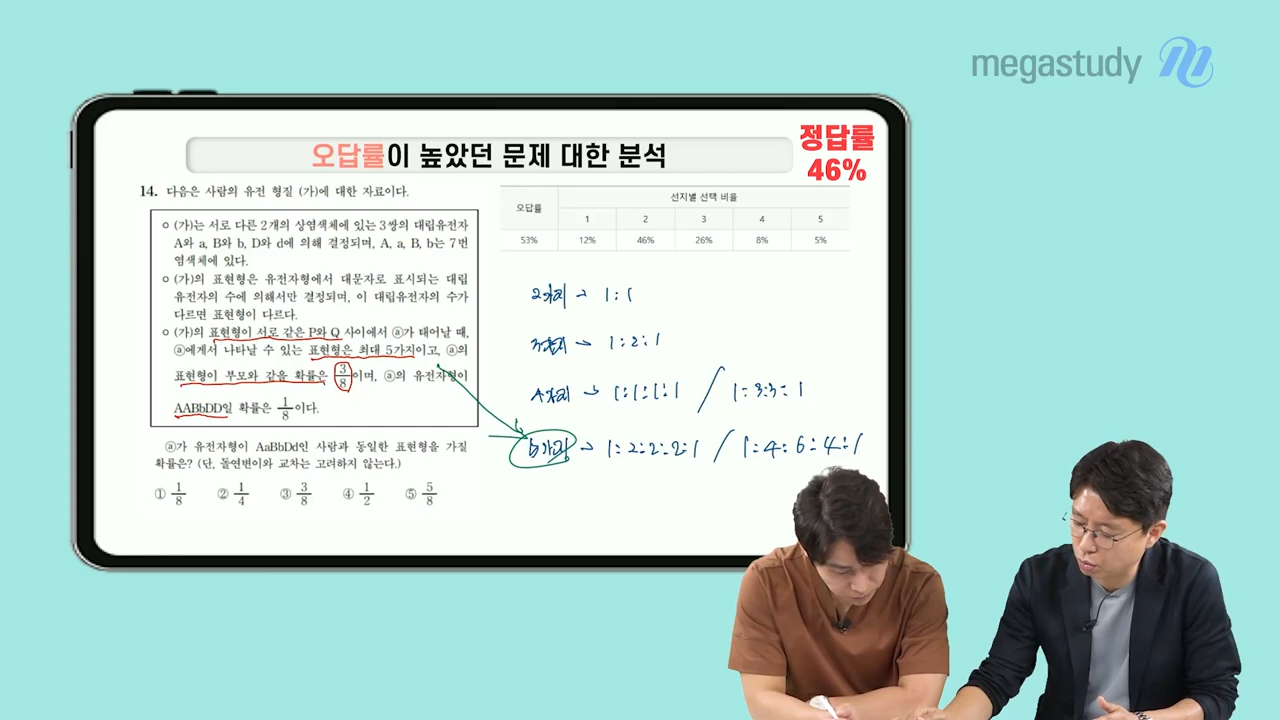 megastudy
오답률이 높았던 문제 대한 분석
정답률
46%
14. 다음은 사람의 유전 형질 (가)에 대한 자료이다.
○ (가)는 서로 다른 2개의 상염색체에 있는 3쌍의 대립유전자
A와 a, B와 b, D와 d에 의해 결정되며, A, a, B, b는 7번
염색체에 있다.
○ (가)의 표현형은 유전자형에서 대문자로 표시되는 대립
유전자의 수에 의해서만 결정되며, 이 대립유전자의 수가
다르면 표현형이 다르다.
○ (가)의 표현형이 서로 같은 P와 Q 사이에서 ⓐ가 태어날 때,
ⓐ에게서 나타날 수 있는 표현형은 최대 5가지이고, ⓐ의
표현형이 부모와 같을 확률은 3/8이며, ⓐ의 유전자형이
AABbDD일 확률은 1/8이다.
ⓐ가 유전자형이 AaBbDd인 사람과 동일한 표현형을 가질
확률은? (단, 돌연변이와 교차는 고려하지 않는다.)
① 1/8 ② 1/4 ③ 3/8 ④ 1/2 ⑤ 5/8
오답률 선지별 선택 비율
1 2 3 4 5
53% 12% 46% 26% 8% 5%
2가지 → 1:1
3가지 → 1:2:1
4가지 → 1:1:1:1 / 1:3:3:1
5가지 → 1:2:2:2:1 / 1:4:6:4:1